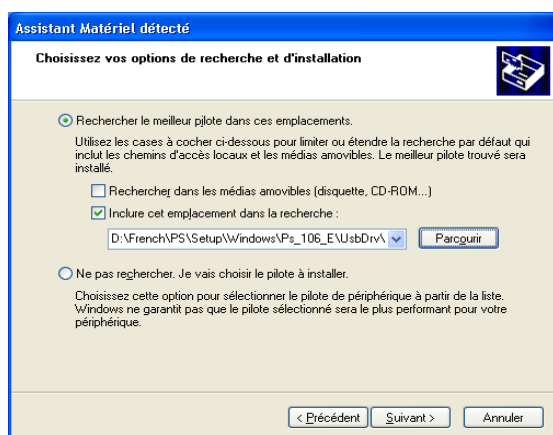 Assistant Matériel détecté
Choisissez vos options de recherche et d'installation
Rechercher le meilleur pilote dans ces emplacements.
Utilisez les cases à cocher ci-dessous pour limiter ou étendre la recherche par défaut qui
inclut les chemins d'accès locaux et les médias amovibles. Le meilleur pilote trouvé sera
installé.
Rechercher dans les médias amovibles (disquette, CD-ROM...)
Inclure cet emplacement dans la recherche :
D:\French\PS\Setup\Windows\Ps_106_E\UsbDrv\
Parcourir
Ne pas rechercher. Je vais choisir le pilote à installer.
Choisissez cette option pour sélectionner le pilote de périphérique à partir de la liste.
Windows ne garantit pas que le pilote sélectionné sera le plus performant pour votre
périphérique.
< Précédent Suivant > Annuler